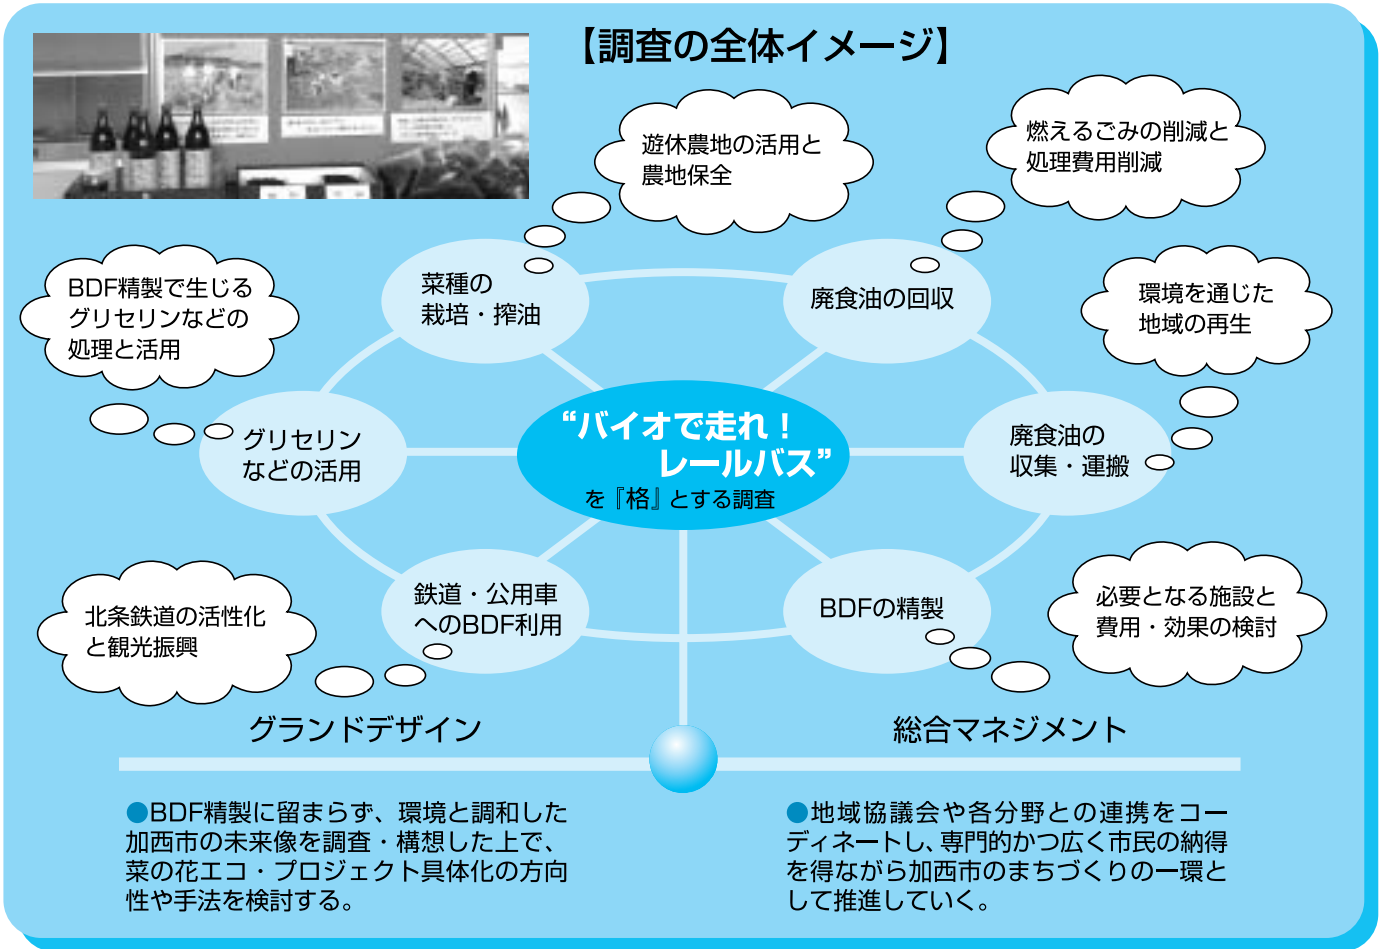 【調査の全体イメージ】
遊休農地の活用と
農地保全
燃えるごみの削減と
処理費用削減
BDF精製で生じる
グリセリンなどの
処理と活用
菜種の
栽培・搾油
廃食油の回収
環境を通じた
地域の再生
グリセリン
などの活用
“バイオで走れ！
レールバス”
を『格』とする調査
廃食油の
収集・運搬
北条鉄道の活性化
と観光振興
鉄道・公用車
へのBDF利用
BDFの精製
必要となる施設と
費用・効果の検討
グランドデザイン
総合マネジメント
●BDF精製に留まらず、環境と調和した
加西市の未来像を調査・構想した上で、
菜の花エコ・プロジェクト具体化の方向
性や手法を検討する。
●地域協議会や各分野との連携をコー
ディネートし、専門的かつ広く市民の納得
を得ながら加西市のまちづくりの一環と
して推進していく。